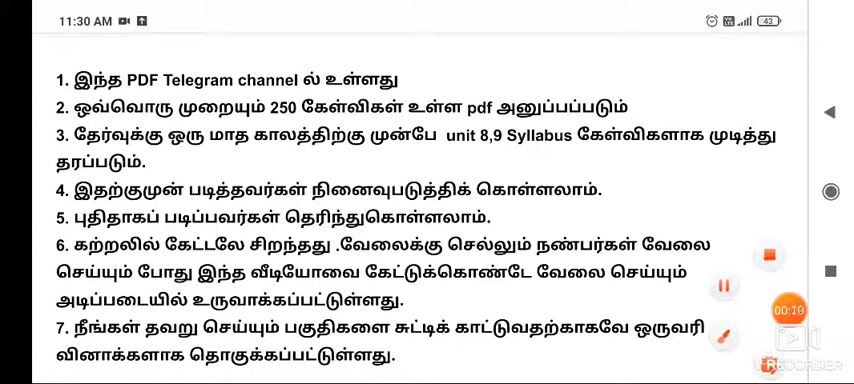 11:30 AM
43
1. இந்த PDF Telegram channel ல் உள்ளது
2. ஒவ்வொரு முறையும் 250 கேள்விகள் உள்ள pdf அனுப்பப்படும்
3. தேர்வுக்கு ஒரு மாத காலத்திற்கு முன்பே unit 8,9 Syllabus கேள்விகளாக முடித்து
தரப்படும்.
4. இதற்குமுன் படித்தவர்கள் நினைவுபடுத்திக் கொள்ளலாம்.
5. புதிதாகப் படிப்பவர்கள் தெரிந்துகொள்ளலாம்.
6. கற்றலில் கேட்டலே சிறந்தது .வேலைக்கு செல்லும் நண்பர்கள் வேலை
செய்யும் போது இந்த வீடியோவை கேட்டுக்கொண்டே வேலை செய்யும்
அடிப்படையில் உருவாக்கப்பட்டுள்ளது.
00:19
7. நீங்கள் தவறு செய்யும் பகுதிகளை சுட்டிக் காட்டுவதற்காகவே ஒருவரி
வினாக்களாக தொகுக்கப்பட்டுள்ளது.
RECORDER